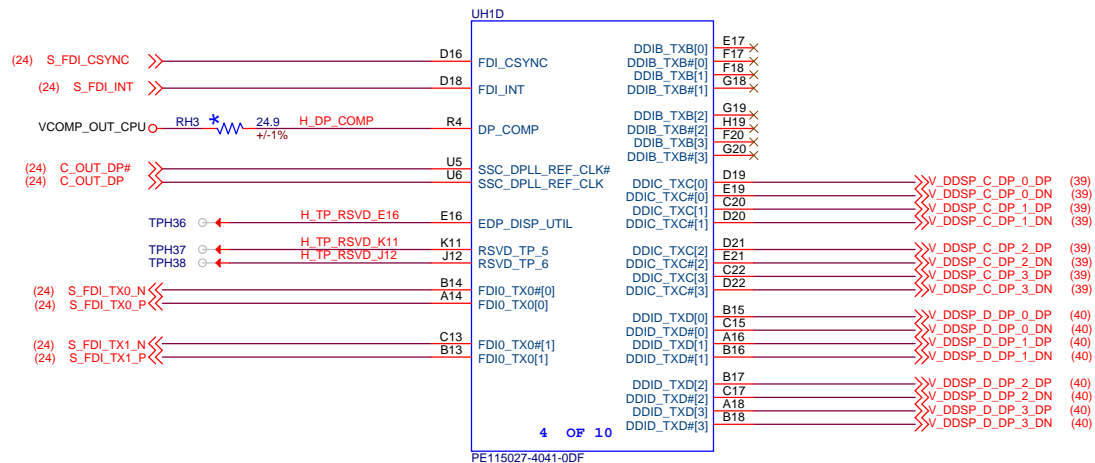 UH1D
(24) S_FDI_CSYNC D16 FDI_CSYNC
(24) S_FDI_INT D18 FDI_INT
VCOMP_OUT_CPU RH3 * 24.9 H_DP_COMP R4 DP_COMP
+/-1%
(24) C_OUT_DP# U5 SSC_DPLL_REF_CLK#
(24) C_OUT_DP U6 SSC_DPLL_REF_CLK
TPH36 H_TP_RSVD_E16 E16 EDP_DISP_UTIL
TPH37 H_TP_RSVD_K11 K11 RSVD_TP_5
TPH38 H_TP_RSVD_J12 J12 RSVD_TP_6
(24) S_FDI_TX0_N B14 FDI0_TX0#[0]
(24) S_FDI_TX0_P A14 FDI0_TX0[0]
(24) S_FDI_TX1_N C13 FDI0_TX0#[1]
(24) S_FDI_TX1_P B13 FDI0_TX0[1]
DDIB_TXB[0] E17
DDIB_TXB#[0] F17
DDIB_TXB[1] F18
DDIB_TXB#[1] G18
DDIB_TXB[2] G19
DDIB_TXB#[2] H19
DDIB_TXB[3] F20
DDIB_TXB#[3] G20
DDIC_TXC[0] D19 V_DDSP_C_DP_0_DP (39)
DDIC_TXC#[0] E19 V_DDSP_C_DP_0_DN (39)
DDIC_TXC[1] C20 V_DDSP_C_DP_1_DP (39)
DDIC_TXC#[1] D20 V_DDSP_C_DP_1_DN (39)
DDIC_TXC[2] D21 V_DDSP_C_DP_2_DP (39)
DDIC_TXC#[2] E21 V_DDSP_C_DP_2_DN (39)
DDIC_TXC[3] C22 V_DDSP_C_DP_3_DP (39)
DDIC_TXC#[3] D22 V_DDSP_C_DP_3_DN (39)
DDID_TXD[0] B15 V_DDSP_D_DP_0_DP (40)
DDID_TXD#[0] C15 V_DDSP_D_DP_0_DN (40)
DDID_TXD[1] A16 V_DDSP_D_DP_1_DP (40)
DDID_TXD#[1] B16 V_DDSP_D_DP_1_DN (40)
DDID_TXD[2] B17 V_DDSP_D_DP_2_DP (40)
DDID_TXD#[2] C17 V_DDSP_D_DP_2_DN (40)
DDID_TXD[3] A18 V_DDSP_D_DP_3_DP (40)
DDID_TXD#[3] B18 V_DDSP_D_DP_3_DN (40)
4 OF 10
PE115027-4041-0DF